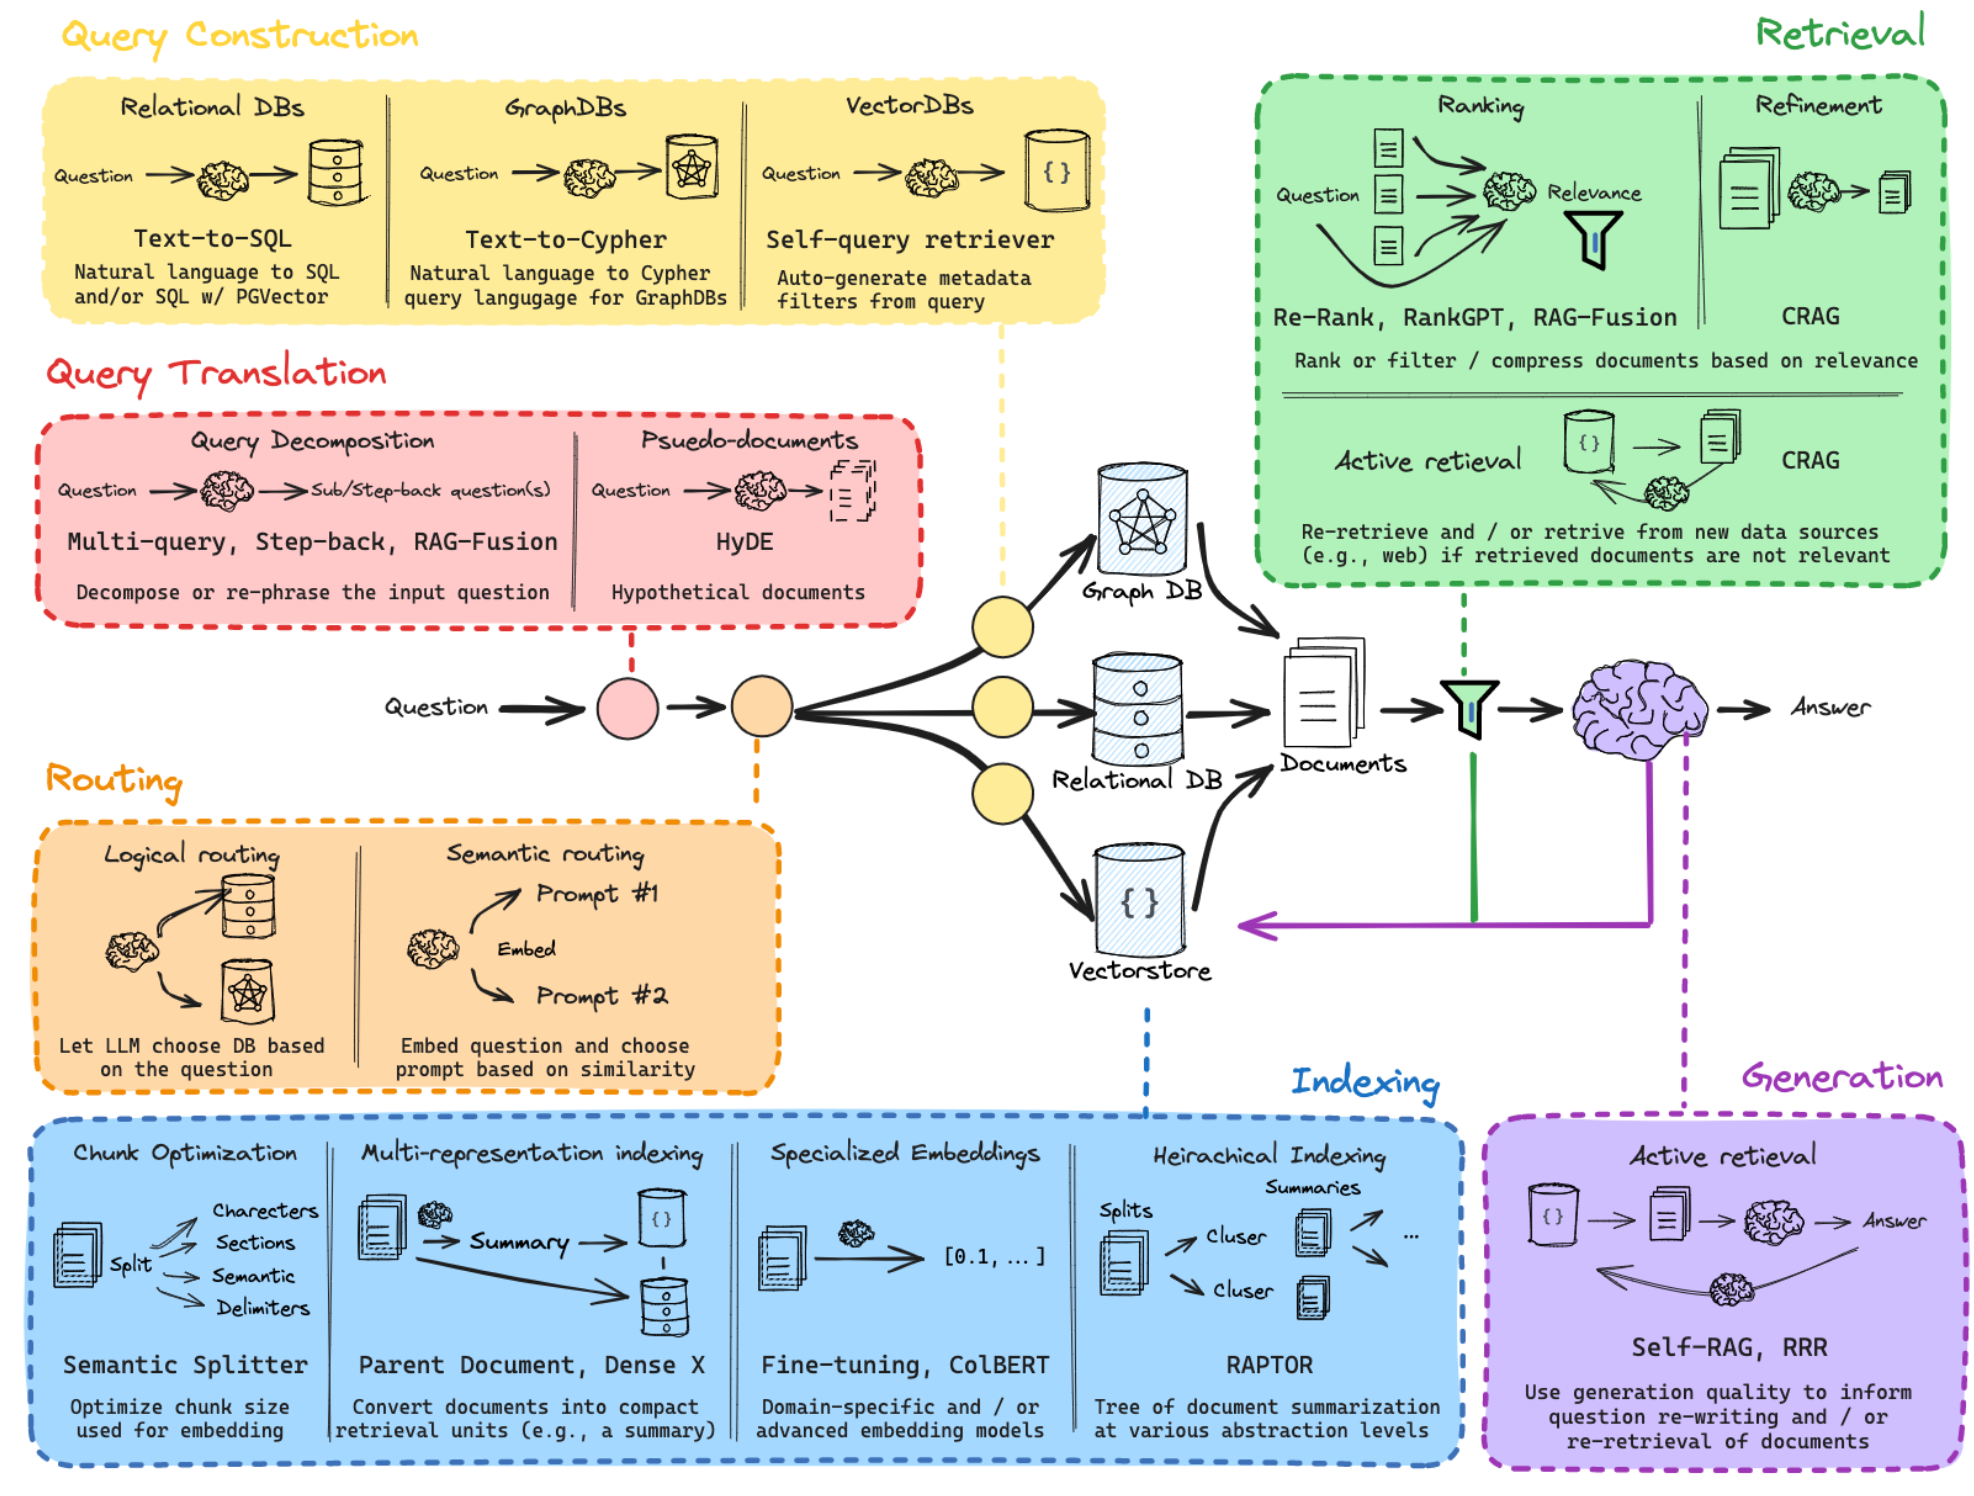 Query Construction
Relational DBs
Question
Text-to-SQL
Natural language to SQL
and/or SQL w/ PGVector
GraphDBs
Question
Text-to-Cypher
Natural language to Cypher
query langugage for GraphDBs
VectorDBs
Question
{}
Self-query retriever
Auto-generate metadata
filters from query
Retrieval
Ranking
Question
Relevance
Re-Rank, RankGPT, RAG-Fusion
Refinement
CRAG
Rank or filter / compress documents based on relevance
Active retieval
{}
CRAG
Re-retrieve and / or retrive from new data sources
(e.g., web) if retrieved documents are not relevant
Query Translation
Query Decomposition
Question
Sub/Step-back question(s)
Multi-query, Step-back, RAG-Fusion
Decompose or re-phrase the input question
Psuedo-documents
Question
HyDE
Hypothetical documents
Question
Graph DB
Relational DB
{}
Vectorstore
Documents
Answer
Routing
Logical routing
Let LLM choose DB based
on the question
Semantic routing
Prompt #1
Embed
Prompt #2
Embed question and choose
prompt based on similarity
Indexing
Chunk Optimization
Split
Charecters
Sections
Semantic
Delimiters
Semantic Splitter
Optimize chunk size
used for embedding
Multi-representation indexing
Summary
{}
Parent Document, Dense X
Convert documents into compact
retrieval units (e.g., a summary)
Specialized Embeddings
[0.1, ...]
Fine-tuning, ColBERT
Domain-specific and / or
advanced embedding models
Heirachical Indexing
Summaries
Splits
Cluser
...
Cluser
RAPTOR
Tree of document summarization
at various abstraction levels
Generation
Active retieval
{}
Answer
Self-RAG, RRR
Use generation quality to inform
question re-writing and / or
re-retrieval of documents